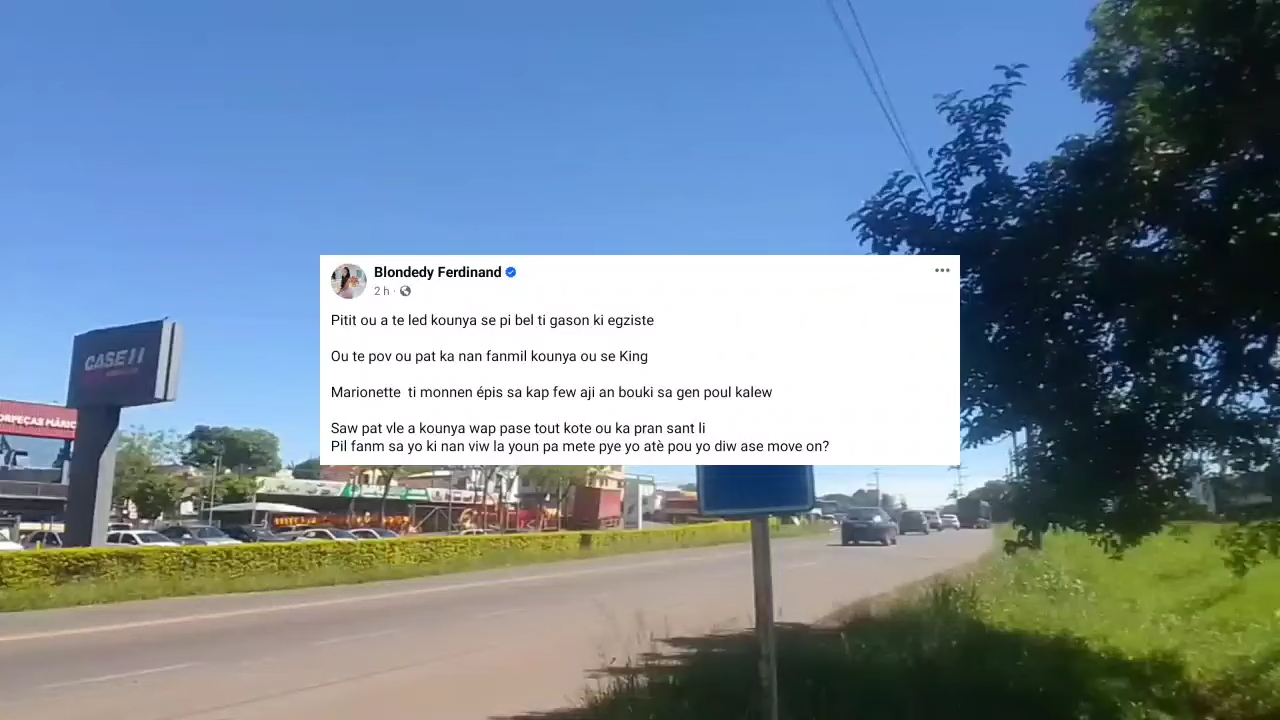 Blondedy Ferdinand
2 h ·
Pitit ou a te led kounya se pi bel ti gason ki egziste
Ou te pov ou pat ka nan fanmil kounya ou se King
Marionette ti monnen épis sa kap few aji an bouki sa gen poul kalew
Saw pat vle a kounya wap pase tout kote ou ka pran sant li
Pil fanm sa yo ki nan viw la youn pa mete pye yo atè pou yo diw ase move on?
CASE III
ORPEÇAS MÁRIC